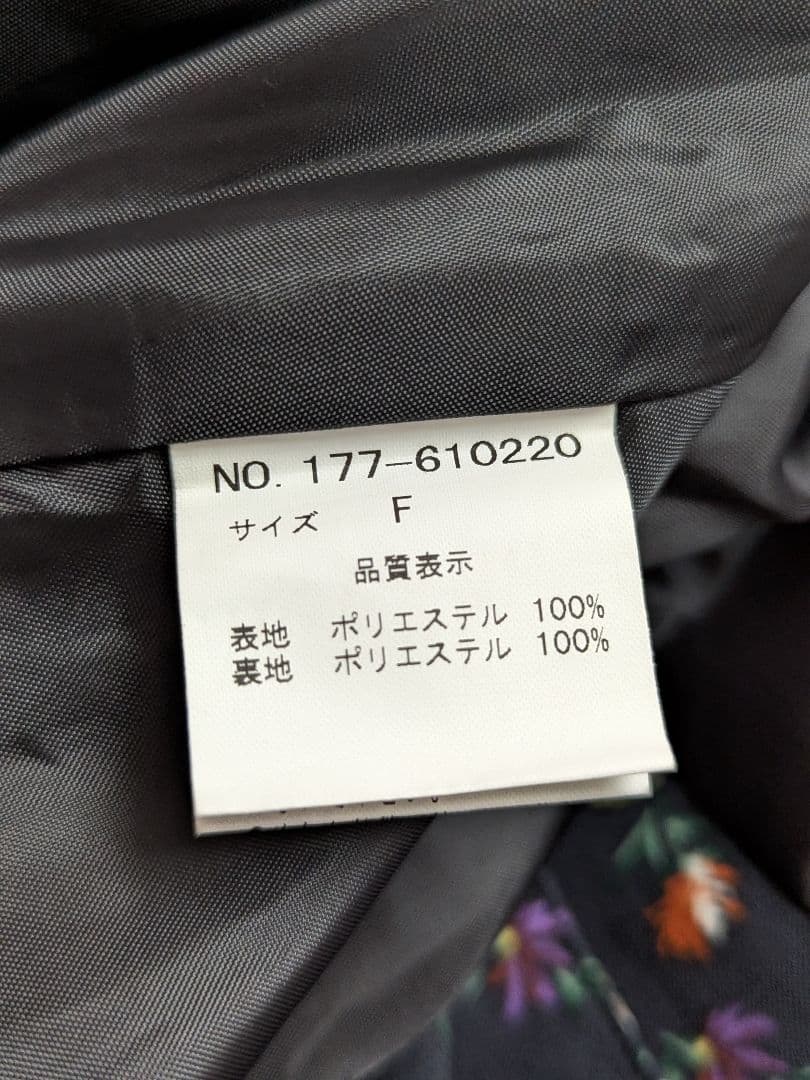 NO. 177-610220
サイズ F
品質表示
表地 ポリエステル 100%
裏地 ポリエステル 100%